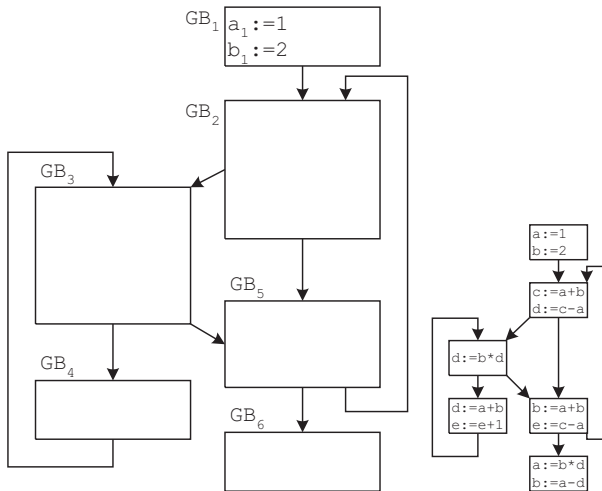 GB1
a1:=1
b1:=2
GB2
GB3
GB5
GB4
GB6
a:=1
b:=2
c:=a+b
d:=c-a
d:=b*d
d:=a+b
e:=e+1
b:=a+b
e:=c-a
a:=b*d
b:=a-d